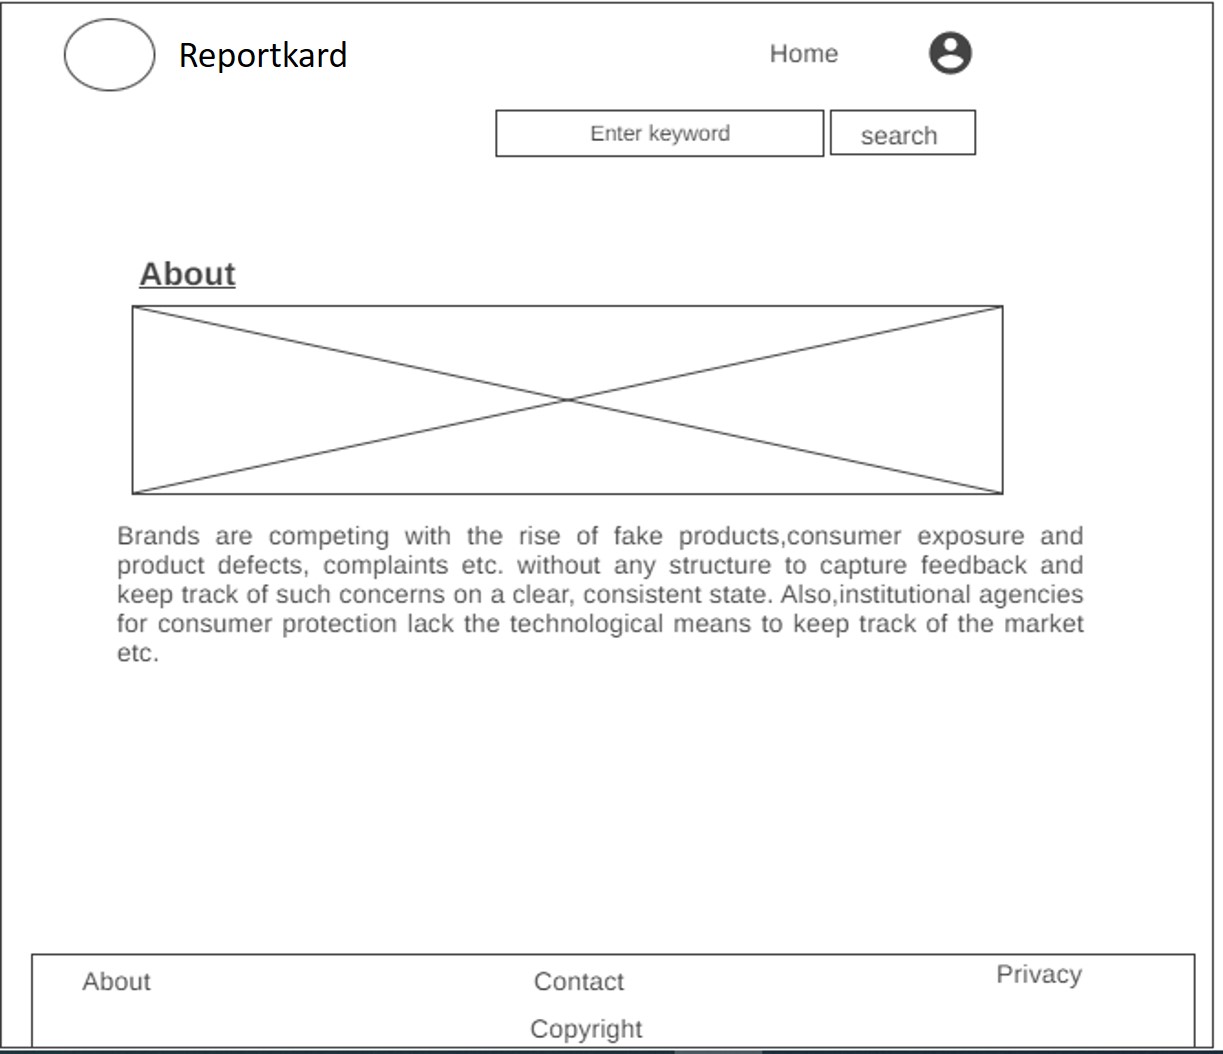 Reportkard
Home
Enter keyword
search
About
Brands are competing with the rise of fake products,consumer exposure and
product defects, complaints etc. without any structure to capture feedback and
keep track of such concerns on a clear, consistent state. Also,institutional agencies
for consumer protection lack the technological means to keep track of the market
etc.
About
Contact
Privacy
Copyright